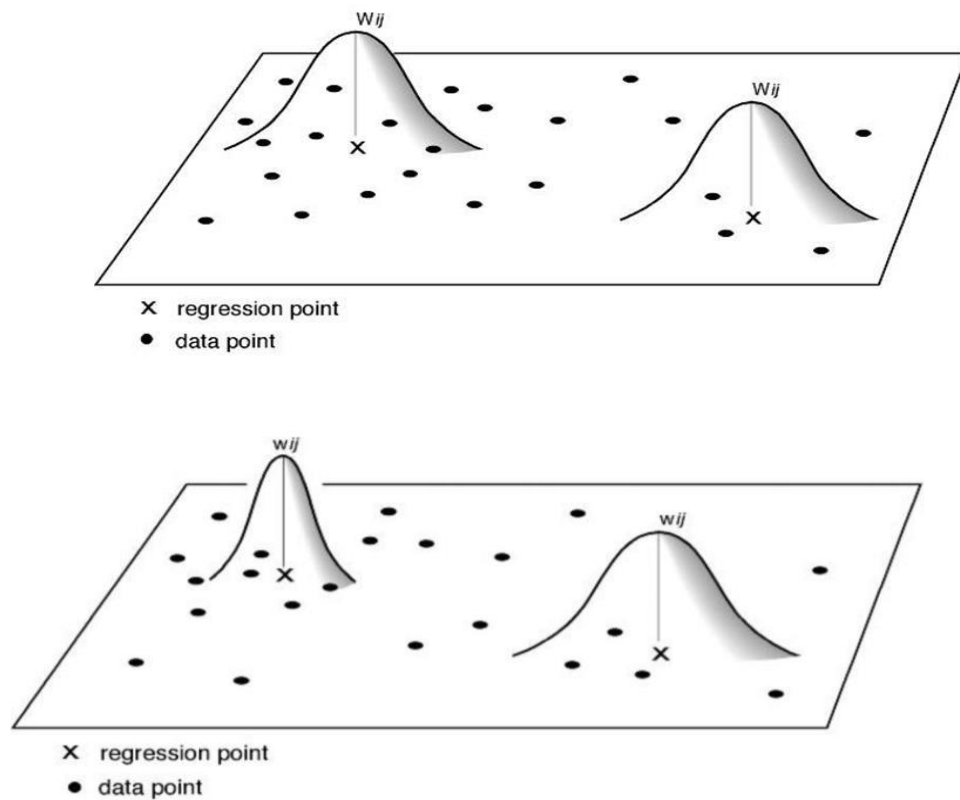 Wij
Wij
regression point
data point
wij
wij
regression point
data point